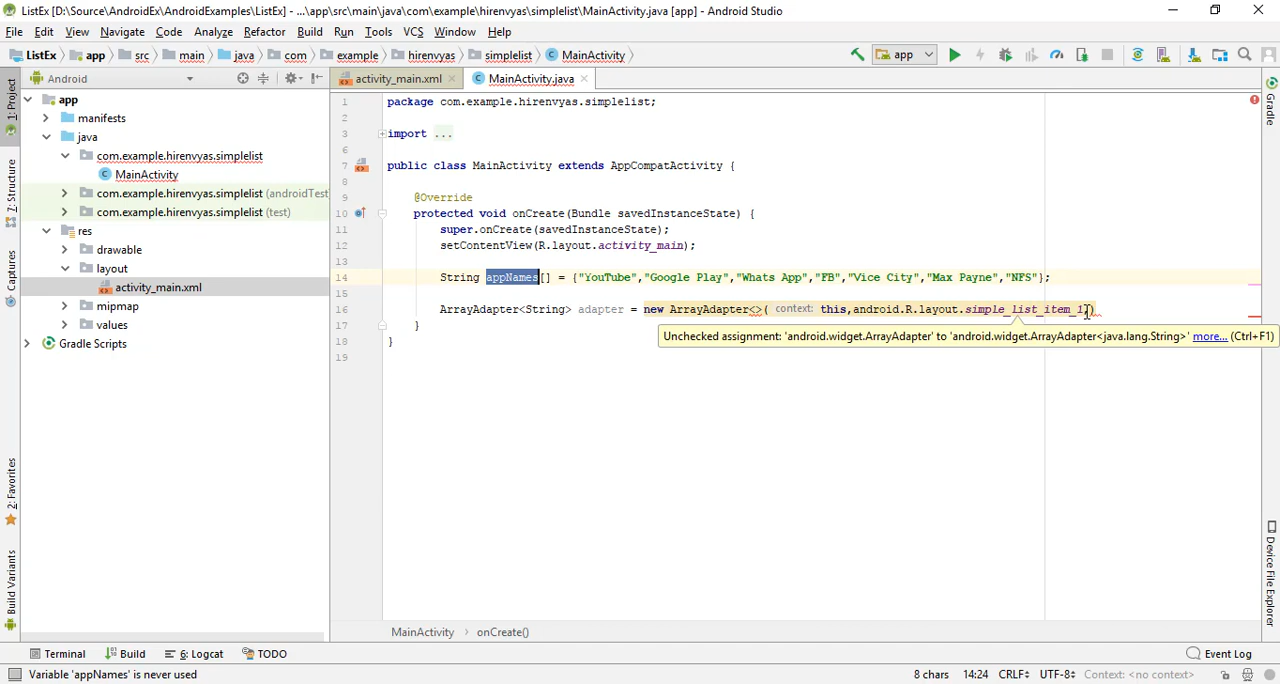 ListEx [D:\Source\AndroidEx\AndroidExamples\ListEx] - ...\app\src\main\java\com\example\hirenvyas\simplelist\MainActivity.java [app] - Android Studio
File Edit View Navigate Code Analyze Refactor Build Run Tools VCS Window Help
ListEx app src main java com example hirenvyas simplelist MainActivity app
Android activity_main.xml MainActivity.java
1: Project
Z: Structure
Captures
2: Favorites
Build Variants
app
manifests
java
com.example.hirenvyas.simplelist
MainActivity
com.example.hirenvyas.simplelist (androidTest
com.example.hirenvyas.simplelist (test)
res
drawable
layout
activity_main.xml
mipmap
values
Gradle Scripts
1 package com.example.hirenvyas.simplelist;
2
3 import ...
6
7 public class MainActivity extends AppCompatActivity {
8
9 @Override
10 protected void onCreate(Bundle savedInstanceState) {
11 super.onCreate(savedInstanceState);
12 setContentView(R.layout.activity_main);
13
14 String appNames[] = {"YouTube","Google Play","Whats App","FB","Vice City","Max Payne","NFS"};
15
16 ArrayAdapter<String> adapter = new ArrayAdapter<>( context: this,android.R.layout.simple_list_item_1,)
17 }
Unchecked assignment: 'android.widget.ArrayAdapter' to 'android.widget.ArrayAdapter<java.lang.String>' more... (Ctrl+F1)
18 }
19
Gradle
Device File Explorer
MainActivity > onCreate()
Terminal Build 6: Logcat TODO Event Log
Variable 'appNames' is never used 8 chars 14:24 CRLF UTF-8 Context: <no context>